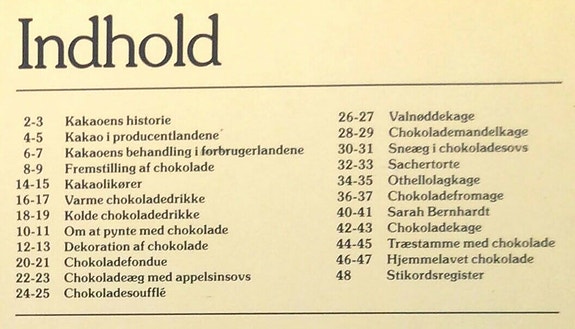 Indhold
2-3 Kakaoens historie
4-5 Kakao i producentlandene
6-7 Kakaoens behandling i forbrugerlandene
8-9 Fremstilling af chokolade
14-15 Kakaolikører
16-17 Varme chokoladedrikke
18-19 Kolde chokoladedrikke
10-11 Om at pynte med chokolade
12-13 Dekoration af chokolade
20-21 Chokoladefondue
22-23 Chokoladeæg med appelsinsovs
24-25 Chokoladesoufflé
26-27 Valnøddekage
28-29 Chokolademandelkage
30-31 Sneæg i chokoladesovs
32-33 Sachertorte
34-35 Othellolagkage
36-37 Chokoladefromage
40-41 Sarah Bernhardt
42-43 Chokoladekage
44-45 Træstamme med chokolade
46-47 Hjemmelavet chokolade
48 Stikordsregister